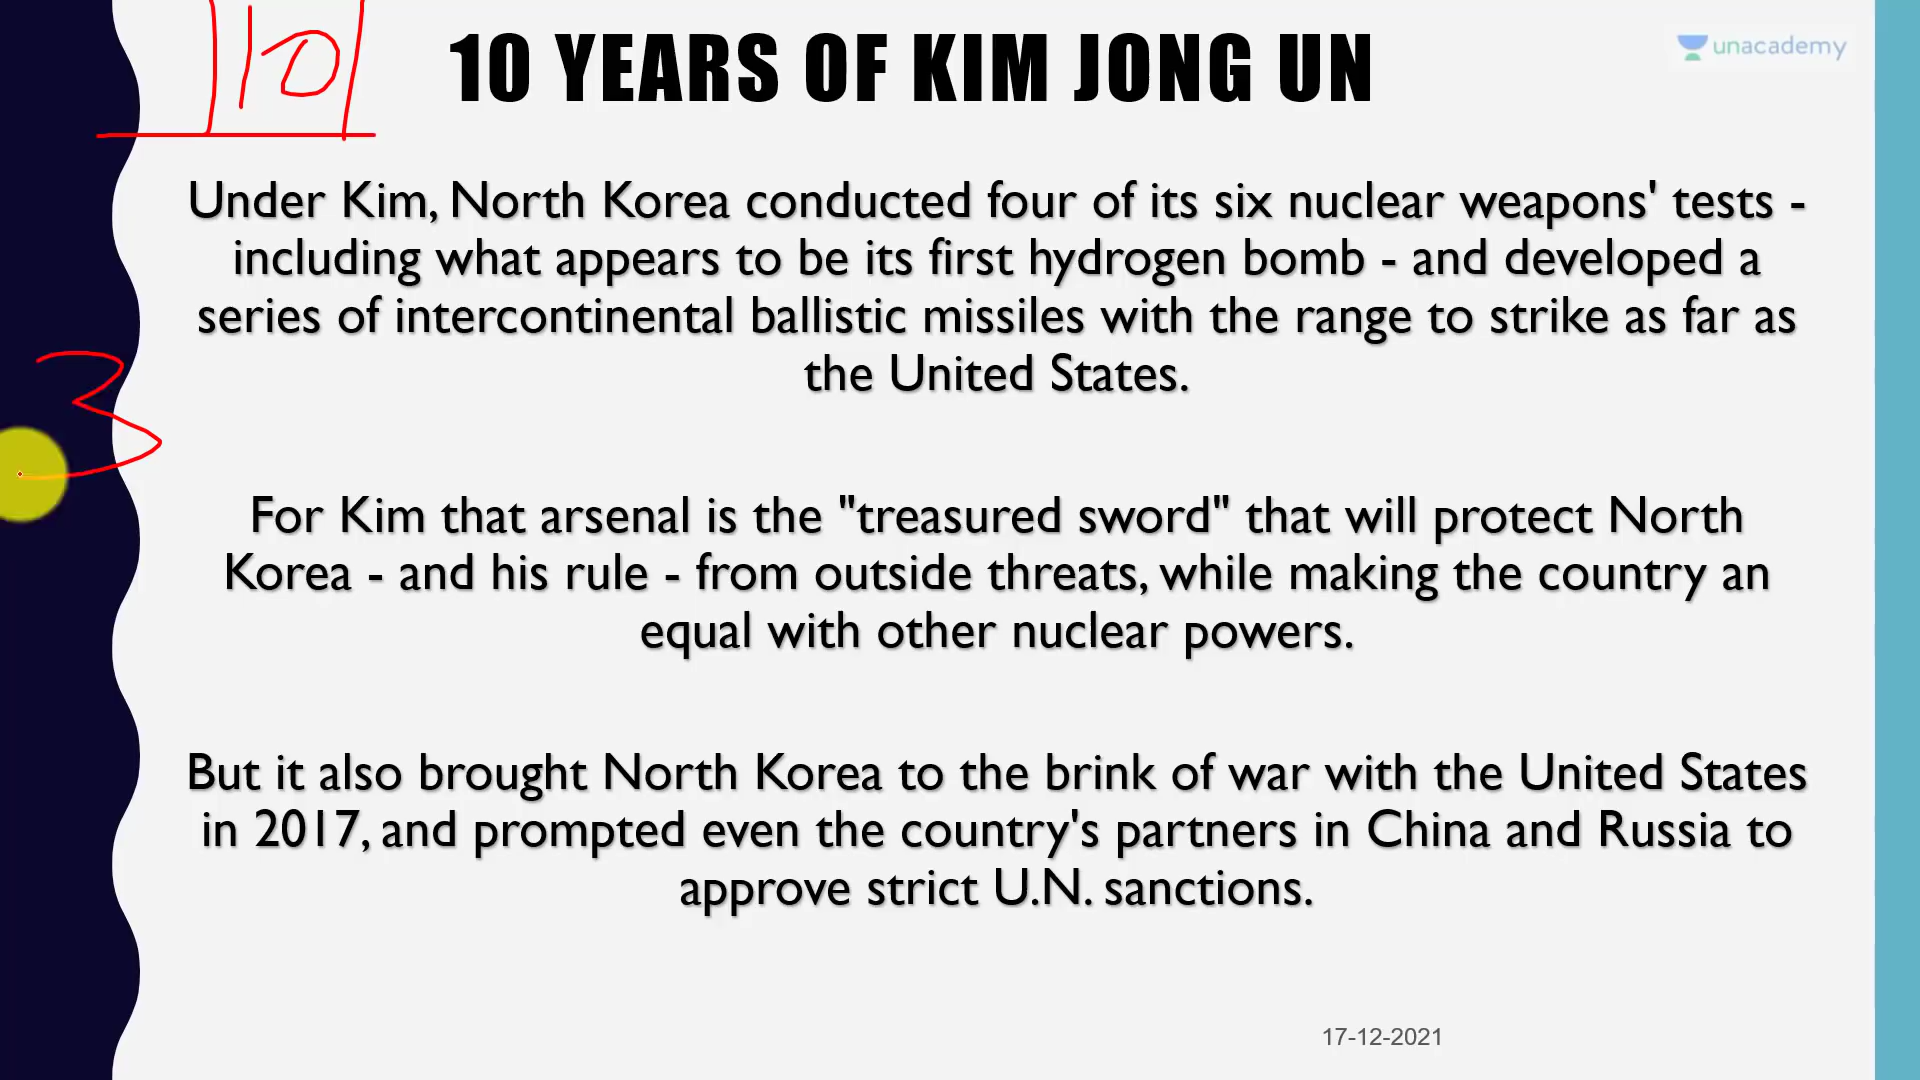 10
10 YEARS OF KIM JONG UN
unacademy
Under Kim, North Korea conducted four of its six nuclear weapons' tests -
including what appears to be its first hydrogen bomb - and developed a
series of intercontinental ballistic missiles with the range to strike as far as
the United States.
3
For Kim that arsenal is the "treasured sword" that will protect North
Korea - and his rule - from outside threats, while making the country an
equal with other nuclear powers.
But it also brought North Korea to the brink of war with the United States
in 2017, and prompted even the country's partners in China and Russia to
approve strict U.N. sanctions.
17-12-2021